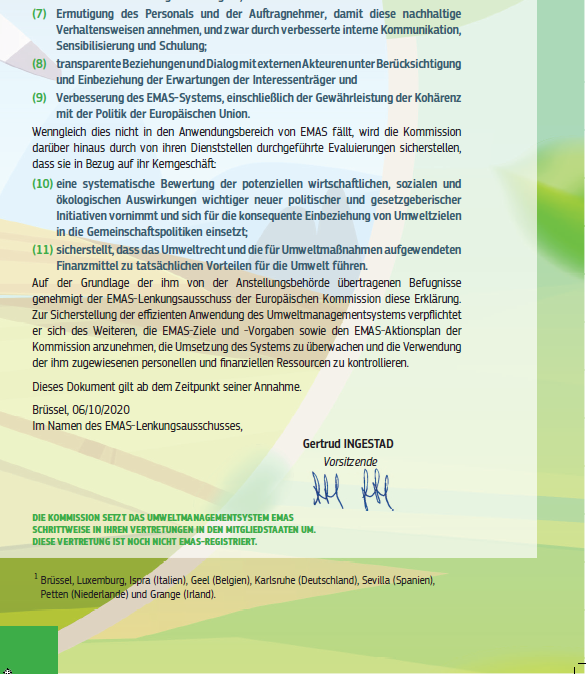 (7) Ermutigung des Personals und der Auftragnehmer, damit diese nachhaltige
Verhaltensweisen annehmen, und zwar durch verbesserte interne Kommunikation,
Sensibilisierung und Schulung;
(8) transparente Beziehungen und Dialog mit externen Akteuren unter Berücksichtigung
und Einbeziehung der Erwartungen der Interessenträger und
(9) Verbesserung des EMAS-Systems, einschließlich der Gewährleistung der Kohärenz
mit der Politik der Europäischen Union.
Wenngleich dies nicht in den Anwendungsbereich von EMAS fällt, wird die Kommission
darüber hinaus durch von ihren Dienststellen durchgeführte Evaluierungen sicherstellen,
dass sie in Bezug auf ihr Kerngeschäft:
(10) eine systematische Bewertung der potenziellen wirtschaftlichen, sozialen und
ökologischen Auswirkungen wichtiger neuer politischer und gesetzgeberischer
Initiativen vornimmt und sich für die konsequente Einbeziehung von Umweltzielen
in die Gemeinschaftspolitiken einsetzt;
(11) sicherstellt, dass das Umweltrecht und die für Umweltmaßnahmen aufgewendeten
Finanzmittel zu tatsächlichen Vorteilen für die Umwelt führen.
Auf der Grundlage der ihm von der Anstellungsbehörde übertragenen Befugnisse
genehmigt der EMAS-Lenkungsausschuss der Europäischen Kommission diese Erklärung.
Zur Sicherstellung der effizienten Anwendung des Umweltmanagementsystems verpflichtet
er sich des Weiteren, die EMAS-Ziele und -Vorgaben sowie den EMAS-Aktionsplan der
Kommission anzunehmen, die Umsetzung des Systems zu überwachen und die Verwendung
der ihm zugewiesenen personellen und finanziellen Ressourcen zu kontrollieren.
Dieses Dokument gilt ab dem Zeitpunkt seiner Annahme.
Brüssel, 06/10/2020
Im Namen des EMAS-Lenkungsausschusses,
Gertrud INGESTAD
Vorsitzende
DIE KOMMISSION SETZT DAS UMWELTMANAGEMENTSYSTEM EMAS
SCHRITTWEISE IN IHREN VERTRETUNGEN IN DEN MITGLIEDSTAATEN UM.
DIESE VERTRETUNG IST NOCH NICHT EMAS-REGISTRIERT.
1 Brüssel, Luxemburg, Ispra (Italien), Geel (Belgien), Karlsruhe (Deutschland), Sevilla (Spanien),
Petten (Niederlande) und Grange (Irland).